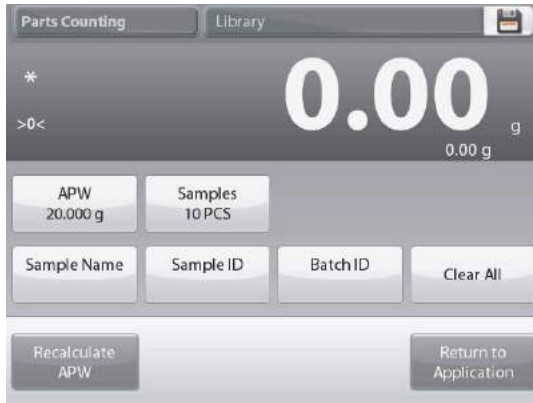 Parts Counting
Library
*
0.00
>0<
g
0.00 g
APW
20.000 g
Samples
10 PCS
Sample Name
Sample ID
Batch ID
Clear All
Recalculate
APW
Return to
Application